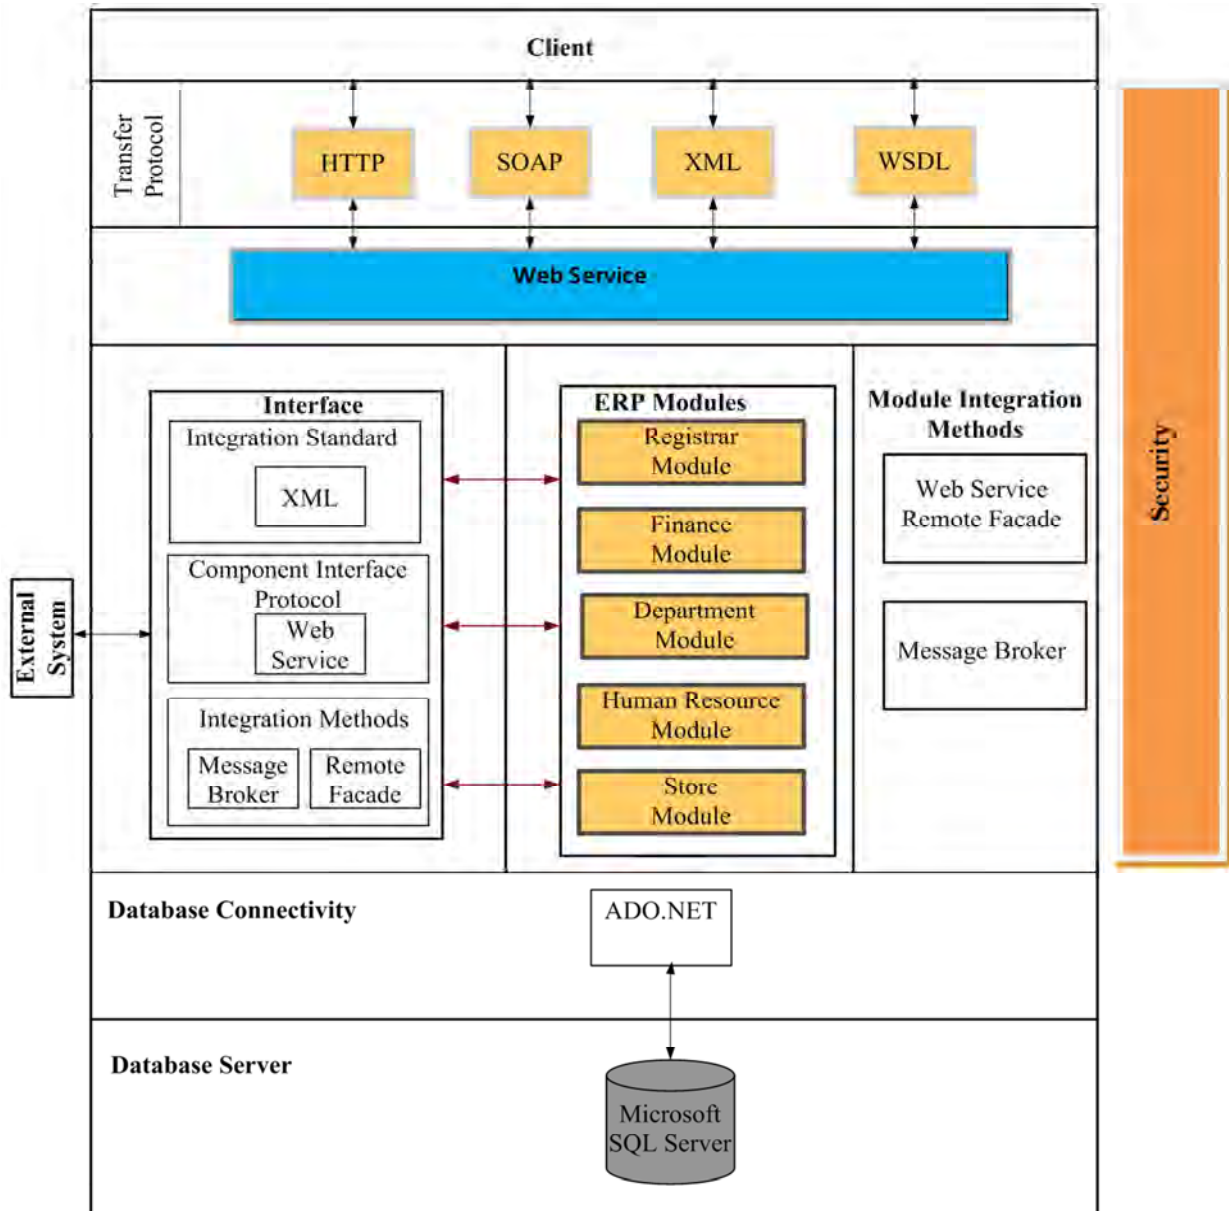 Client
Transfer
Protocol
HTTP
SOAP
XML
WSDL
Web Service
Interface
Integration Standard
XML
Component Interface
Protocol
Web
Service
Integration Methods
Message
Broker
Remote
Facade
External
System
ERP Modules
Registrar
Module
Finance
Module
Department
Module
Human Resource
Module
Store
Module
Module Integration
Methods
Web Service
Remote Facade
Message Broker
Security
Database Connectivity
ADO.NET
Database Server
Microsoft
SQL Server